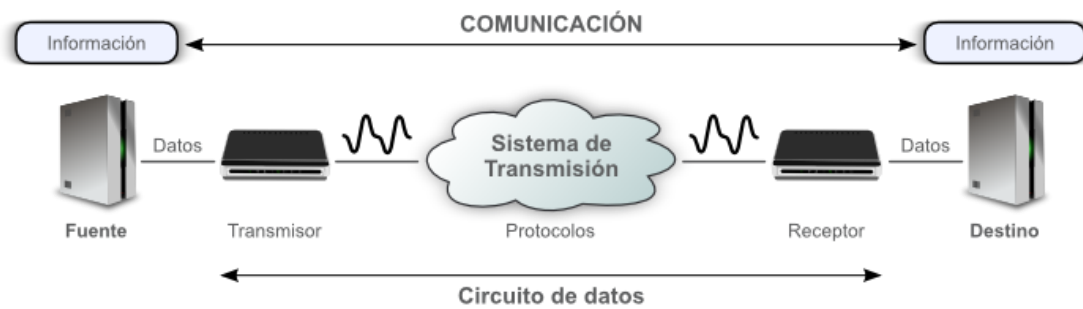 COMUNICACIÓN
Información
Información
Datos
Sistema de
Transmisión
Datos
Fuente
Transmisor
Protocolos
Receptor
Destino
Circuito de datos